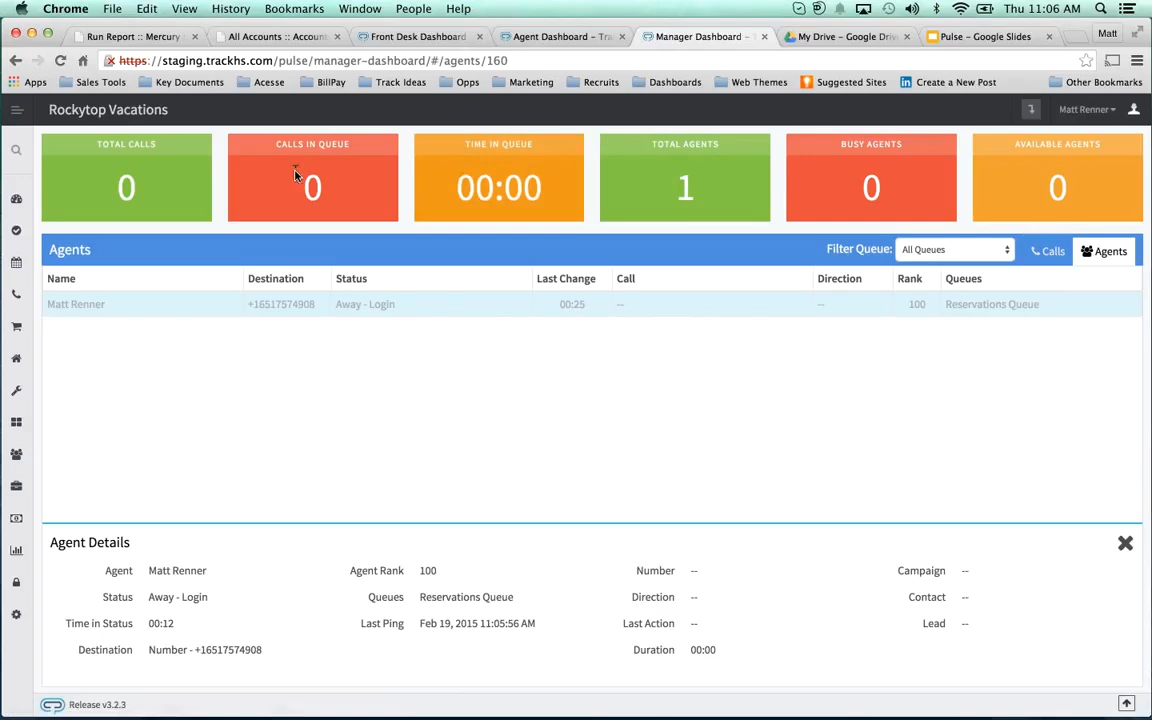 Chrome File Edit View History Bookmarks Window People Help Thu 11:06 AM
Run Report :: Mercury All Accounts :: Account Front Desk Dashboard Agent Dashboard – Tra Manager Dashboard – My Drive – Google Driv Pulse – Google Slides Matt
https://staging.trackhs.com/pulse/manager-dashboard/#/agents/160
Apps Sales Tools Key Documents Acesse BillPay Track Ideas Opps Marketing Recruits Dashboards Web Themes Suggested Sites Create a New Post Other Bookmarks
Rockytop Vacations Matt Renner
TOTAL CALLS CALLS IN QUEUE TIME IN QUEUE TOTAL AGENTS BUSY AGENTS AVAILABLE AGENTS
0 0 00:00 1 0 0
Agents Filter Queue: All Queues Calls Agents
Name Destination Status Last Change Call Direction Rank Queues
Matt Renner +16517574908 Away - Login 00:25 -- -- 100 Reservations Queue
Agent Details
Agent Matt Renner Agent Rank 100 Number -- Campaign --
Status Away - Login Queues Reservations Queue Direction -- Contact --
Time in Status 00:12 Last Ping Feb 19, 2015 11:05:56 AM Last Action -- Lead --
Destination Number - +16517574908 Duration 00:00
Release v3.2.3